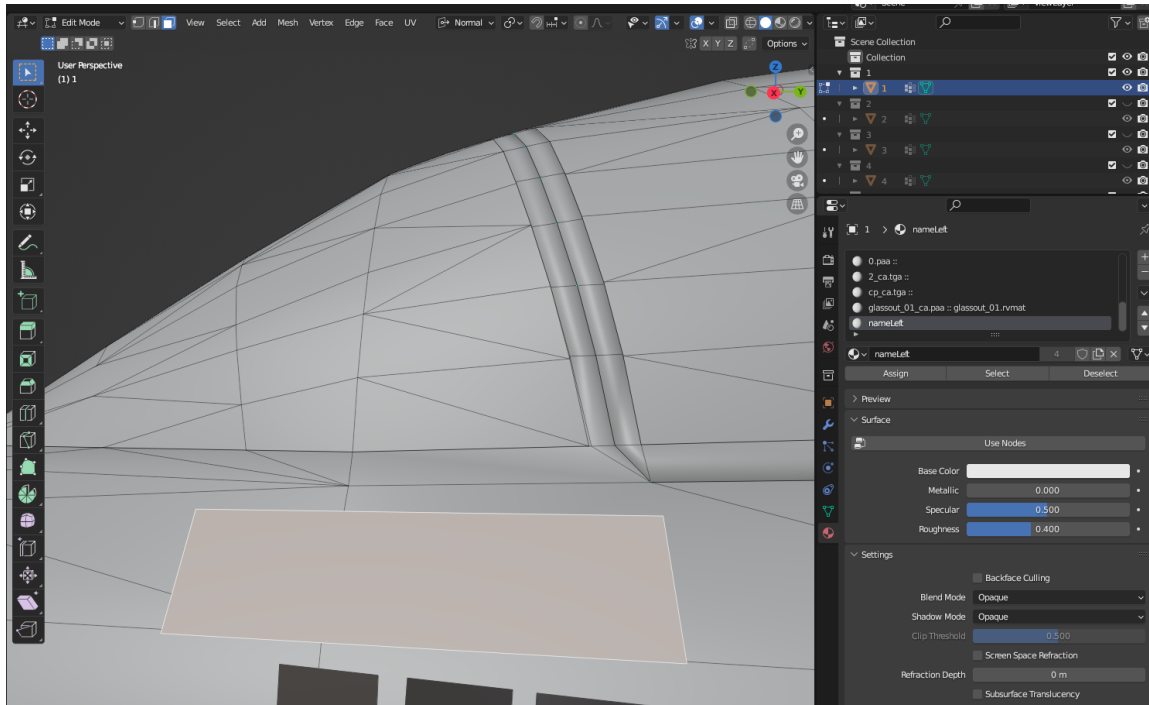 Edit Mode View Select Add Mesh Vertex Edge Face UV Normal
X Y Z Options
User Perspective
(1) 1
Z
Y
X
Scene Collection
Collection
1
1
2
2
3
3
4
4
1 > nameLeft
0.paa ::
2_ca.tga ::
cp_ca.tga ::
glassout_01_ca.paa :: glassout_01.rvmat
nameLeft
nameLeft 4
Assign Select Deselect
Preview
Surface
Use Nodes
Base Color
Metallic 0.000
Specular 0.500
Roughness 0.400
Settings
Backface Culling
Blend Mode Opaque
Shadow Mode Opaque
Clip Threshold 0.500
Screen Space Refraction
Refraction Depth 0 m
Subsurface Translucency